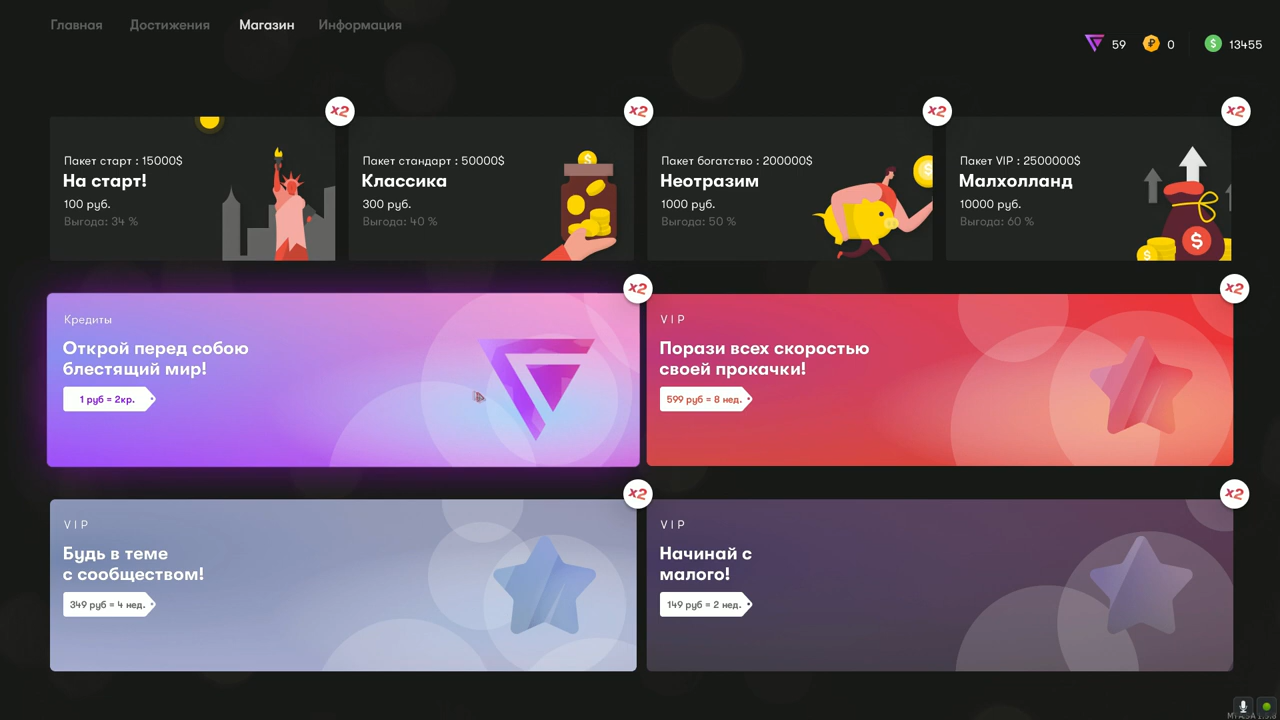 Главная Достижения Магазин Информация
59 0 13455
x2 x2 x2 x2
Пакет старт : 15000$
На старт!
100 руб.
Выгода: 34 %
Пакет стандарт : 50000$
Классика
300 руб.
Выгода: 40 %
Пакет богатство : 200000$
Неотразим
1000 руб.
Выгода: 50 %
Пакет VIP : 2500000$
Малхолланд
10000 руб.
Выгода: 60 %
x2
Кредиты
Открой перед собою
блестящий мир!
1 руб = 2кр.
x2
VIP
Порази всех скоростью
своей прокачки!
599 руб = 8 нед.
x2
VIP
Будь в теме
с сообществом!
349 руб = 4 нед.
x2
VIP
Начинай с
малого!
149 руб = 2 нед.